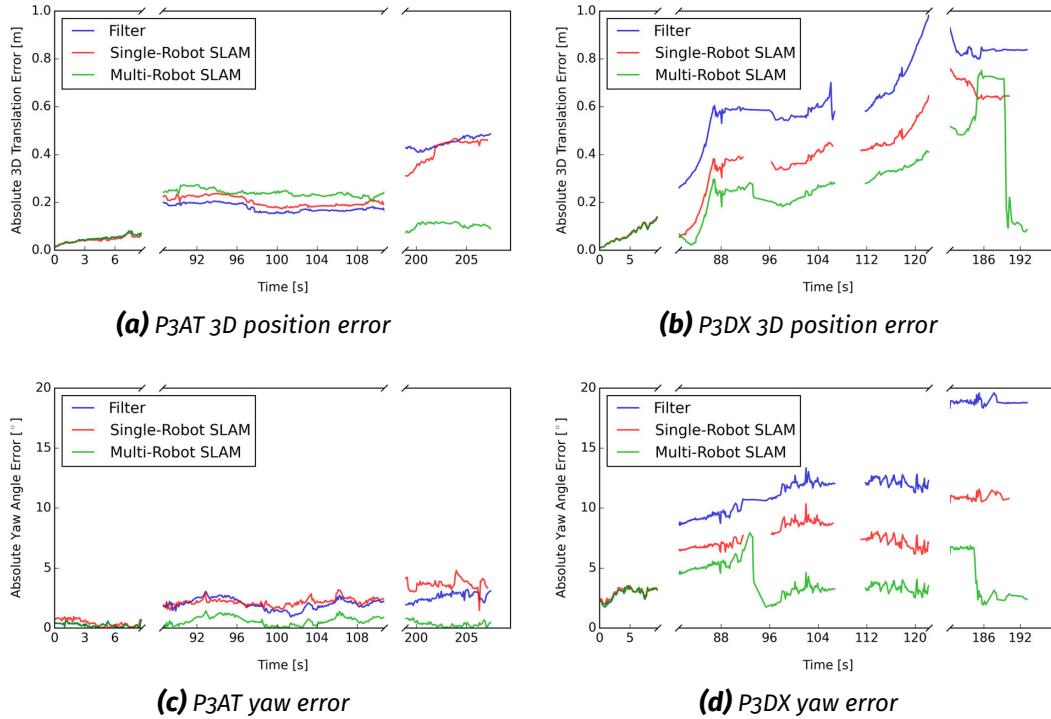 Absolute 3D Translation Error [m]
1.0
0.8
0.6
0.4
0.2
0.0
Filter
Single-Robot SLAM
Multi-Robot SLAM
0 3 6 92 96 100 104 108 200 205
Time [s]
(a) P3AT 3D position error
Absolute 3D Translation Error [m]
1.0
0.8
0.6
0.4
0.2
0.0
Filter
Single-Robot SLAM
Multi-Robot SLAM
0 5 88 96 104 112 120 186 192
Time [s]
(b) P3DX 3D position error
Absolute Yaw Angle Error [°]
20
15
10
5
0
Filter
Single-Robot SLAM
Multi-Robot SLAM
0 3 6 92 96 100 104 108 200 205
Time [s]
(c) P3AT yaw error
Absolute Yaw Angle Error [°]
20
15
10
5
0
Filter
Single-Robot SLAM
Multi-Robot SLAM
0 5 88 96 104 112 120 186 192
Time [s]
(d) P3DX yaw error